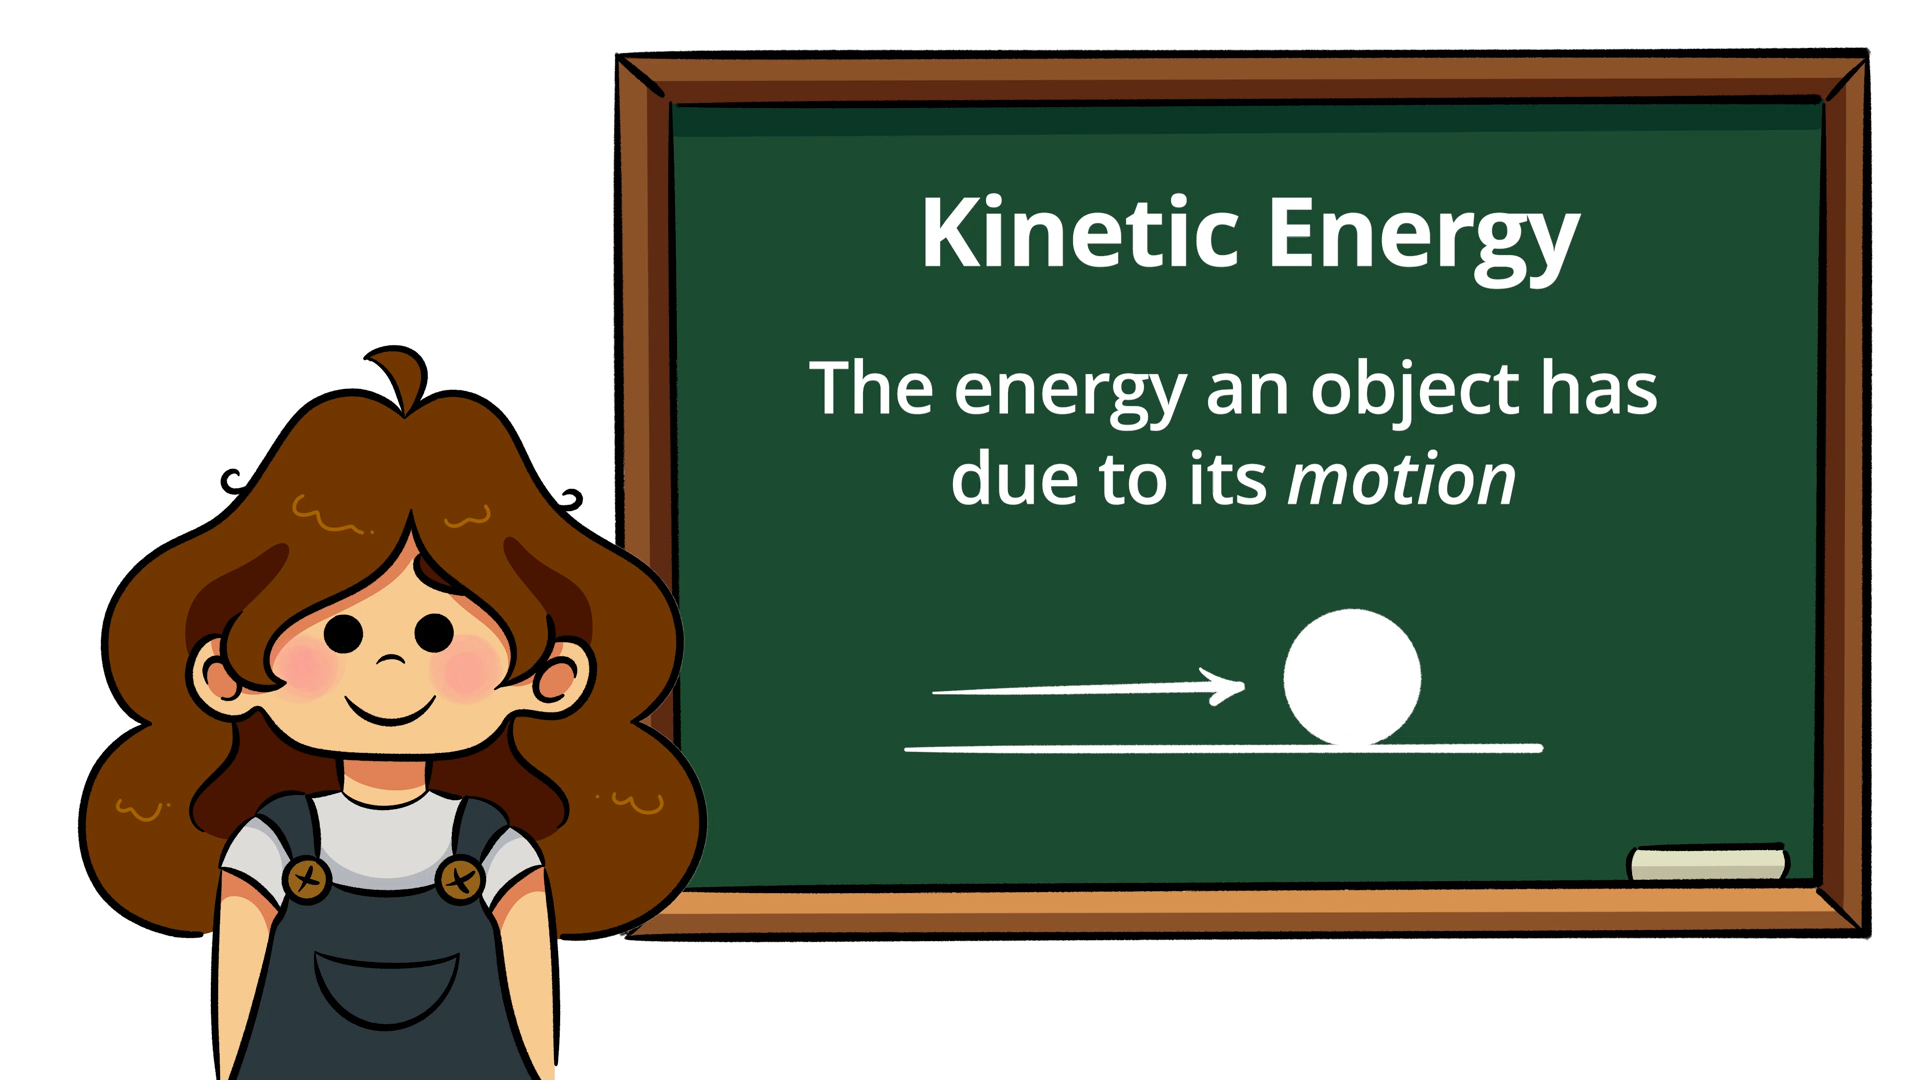 Kinetic Energy
The energy an object has
due to its motion